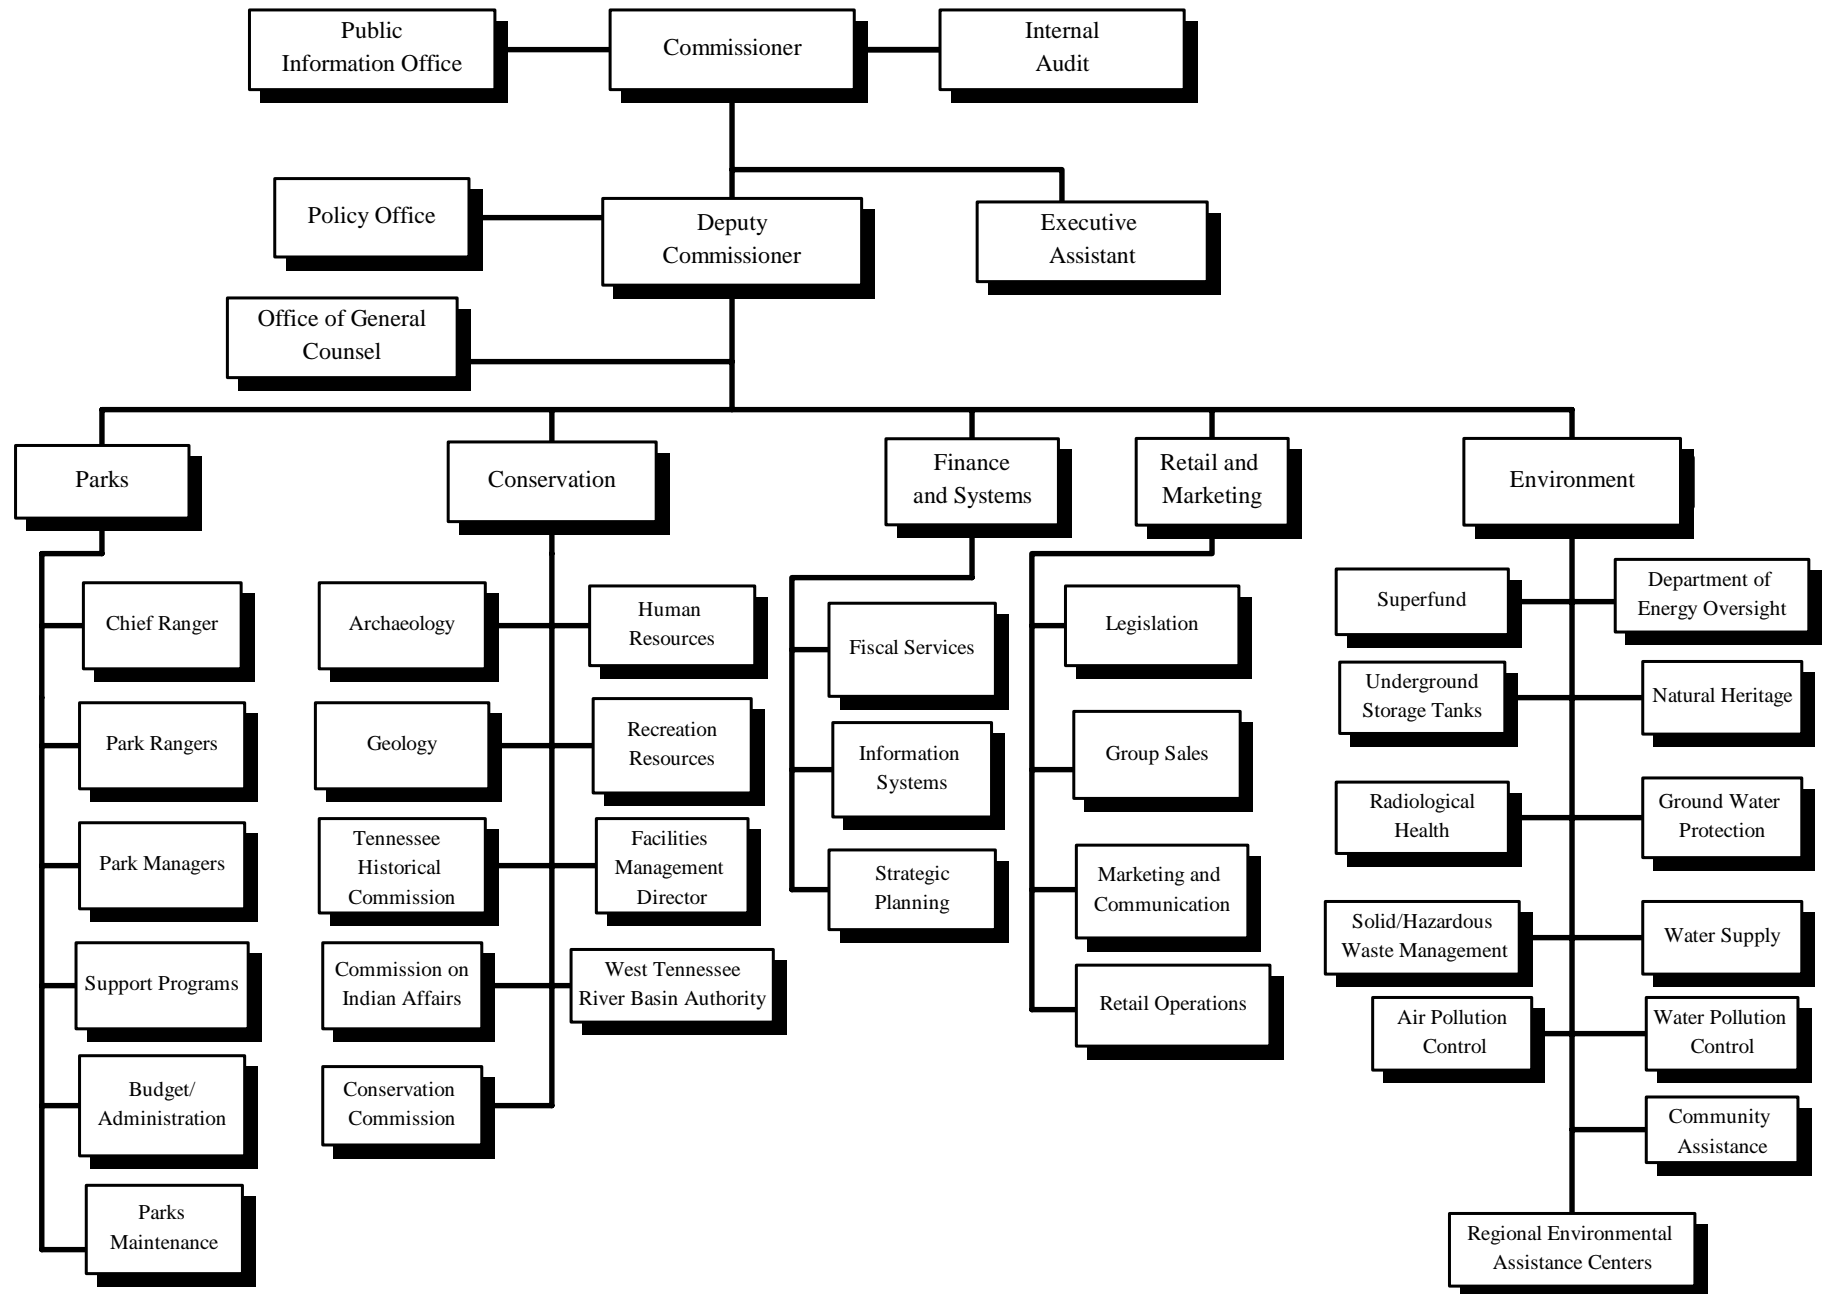 Public
Information Office
Commissioner
Internal
Audit
Policy Office
Deputy
Commissioner
Executive
Assistant
Office of General
Counsel
Parks
Conservation
Finance
and Systems
Retail and
Marketing
Environment
Chief Ranger
Park Rangers
Park Managers
Support Programs
Budget/
Administration
Parks
Maintenance
Archaeology
Human
Resources
Geology
Recreation
Resources
Tennessee
Historical
Commission
Facilities
Management
Director
Commission on
Indian Affairs
West Tennessee
River Basin Authority
Conservation
Commission
Fiscal Services
Information
Systems
Strategic
Planning
Legislation
Group Sales
Marketing and
Communication
Retail Operations
Superfund
Department of
Energy Oversight
Underground
Storage Tanks
Natural Heritage
Radiological
Health
Ground Water
Protection
Solid/Hazardous
Waste Management
Water Supply
Air Pollution
Control
Water Pollution
Control
Community
Assistance
Regional Environmental
Assistance Centers